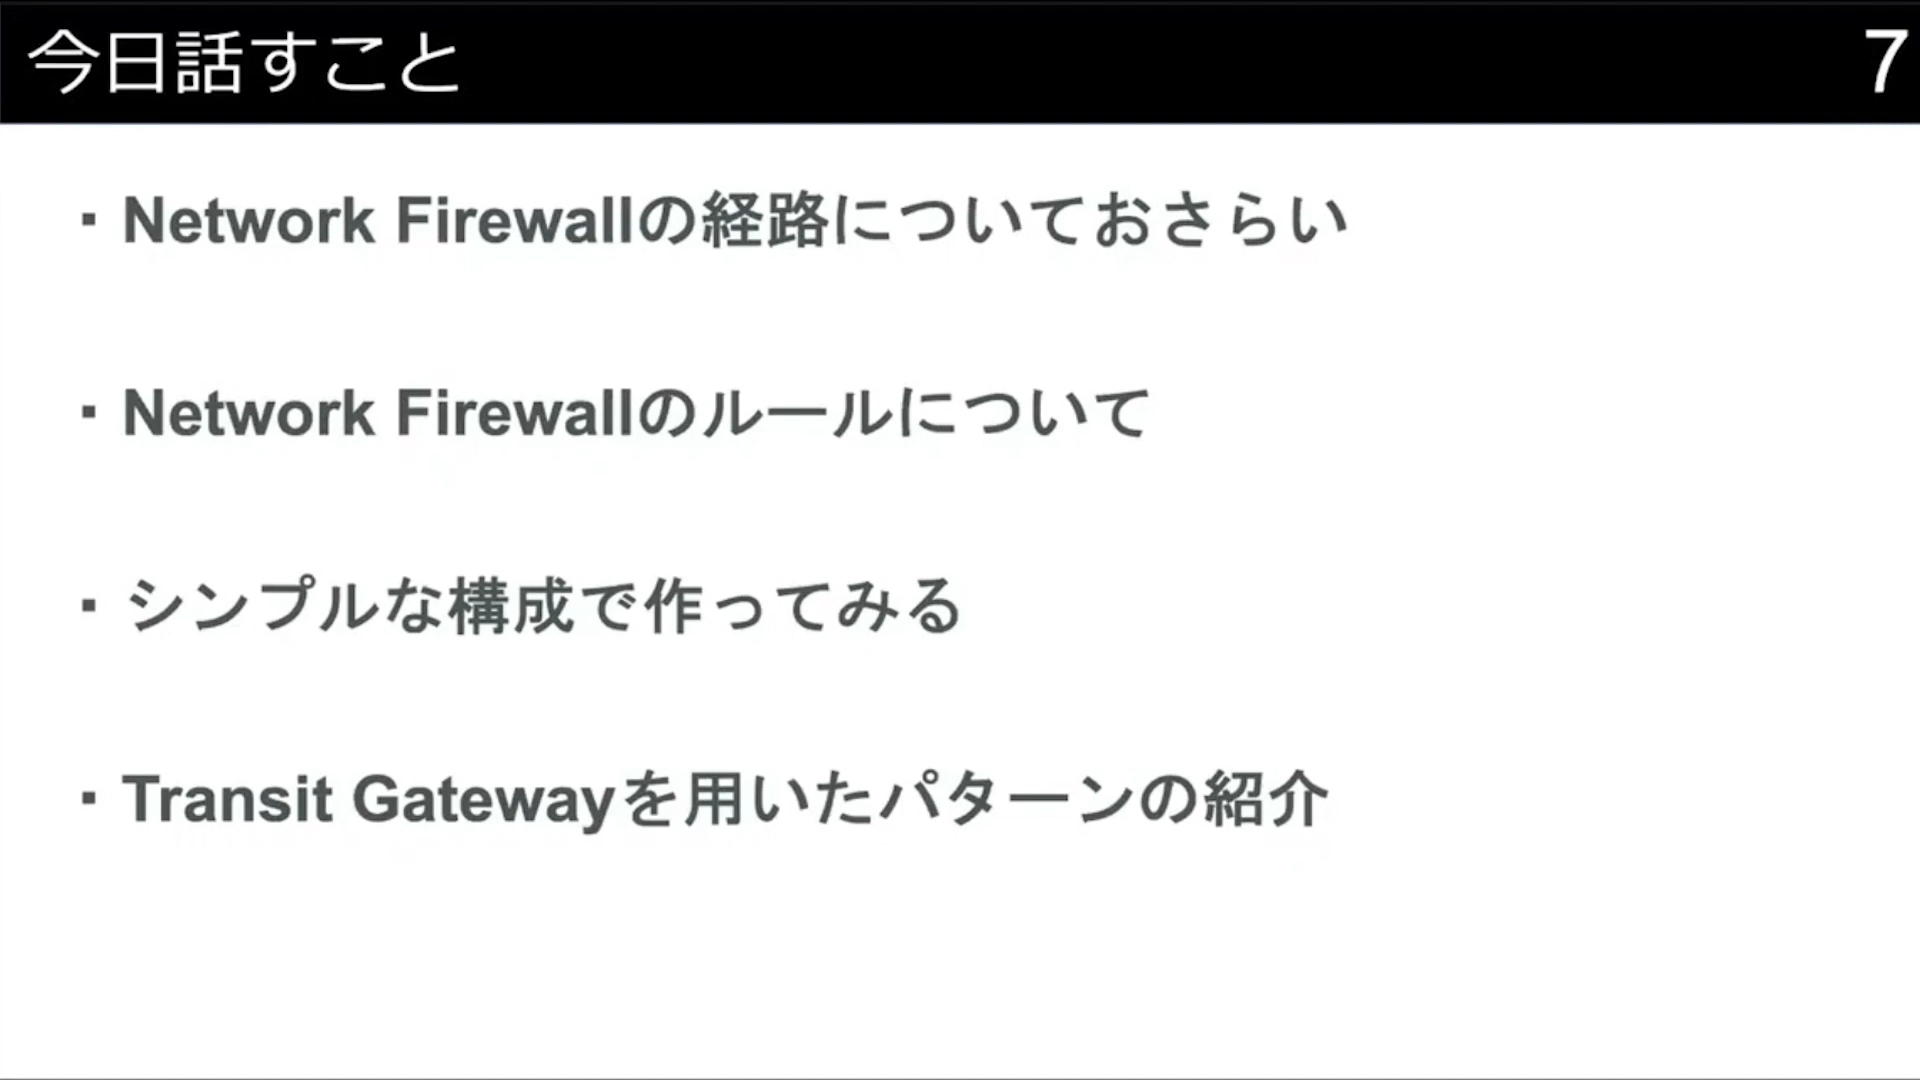 今日話すこと
7
・Network Firewallの経路についておさらい
・Network Firewallのルールについて
・シンプルな構成で作ってみる
・Transit Gatewayを用いたパターンの紹介